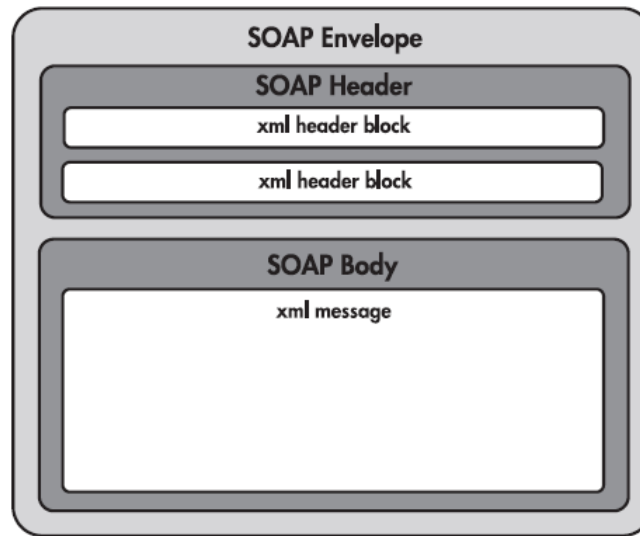 SOAP Envelope
SOAP Header
xml header block
xml header block
SOAP Body
xml message